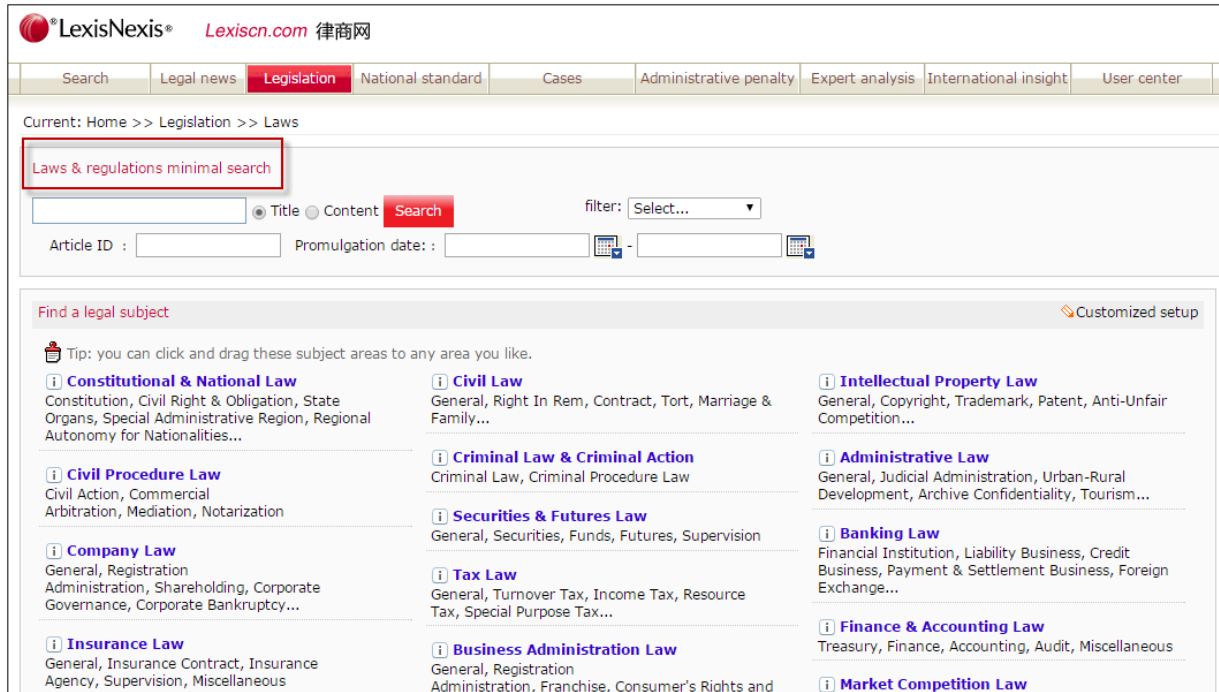 LexisNexis® Lexiscn.com 律商网
Search Legal news Legislation National standard Cases Administrative penalty Expert analysis International insight User center
Current: Home >> Legislation >> Laws
Laws & regulations minimal search
Title Content Search filter: Select...
Article ID : Promulgation date: : -
Find a legal subject Customized setup
Tip: you can click and drag these subject areas to any area you like.
Constitutional & National Law
Constitution, Civil Right & Obligation, State
Organs, Special Administrative Region, Regional
Autonomy for Nationalities...
Civil Procedure Law
Civil Action, Commercial
Arbitration, Mediation, Notarization
Company Law
General, Registration
Administration, Shareholding, Corporate
Governance, Corporate Bankruptcy...
Insurance Law
General, Insurance Contract, Insurance
Agency, Supervision, Miscellaneous
Civil Law
General, Right In Rem, Contract, Tort, Marriage &
Family...
Criminal Law & Criminal Action
Criminal Law, Criminal Procedure Law
Securities & Futures Law
General, Securities, Funds, Futures, Supervision
Tax Law
General, Turnover Tax, Income Tax, Resource
Tax, Special Purpose Tax...
Business Administration Law
General, Registration
Administration, Franchise, Consumer's Rights and
Intellectual Property Law
General, Copyright, Trademark, Patent, Anti-Unfair
Competition...
Administrative Law
General, Judicial Administration, Urban-Rural
Development, Archive Confidentiality, Tourism...
Banking Law
Financial Institution, Liability Business, Credit
Business, Payment & Settlement Business, Foreign
Exchange...
Finance & Accounting Law
Treasury, Finance, Accounting, Audit, Miscellaneous
Market Competition Law